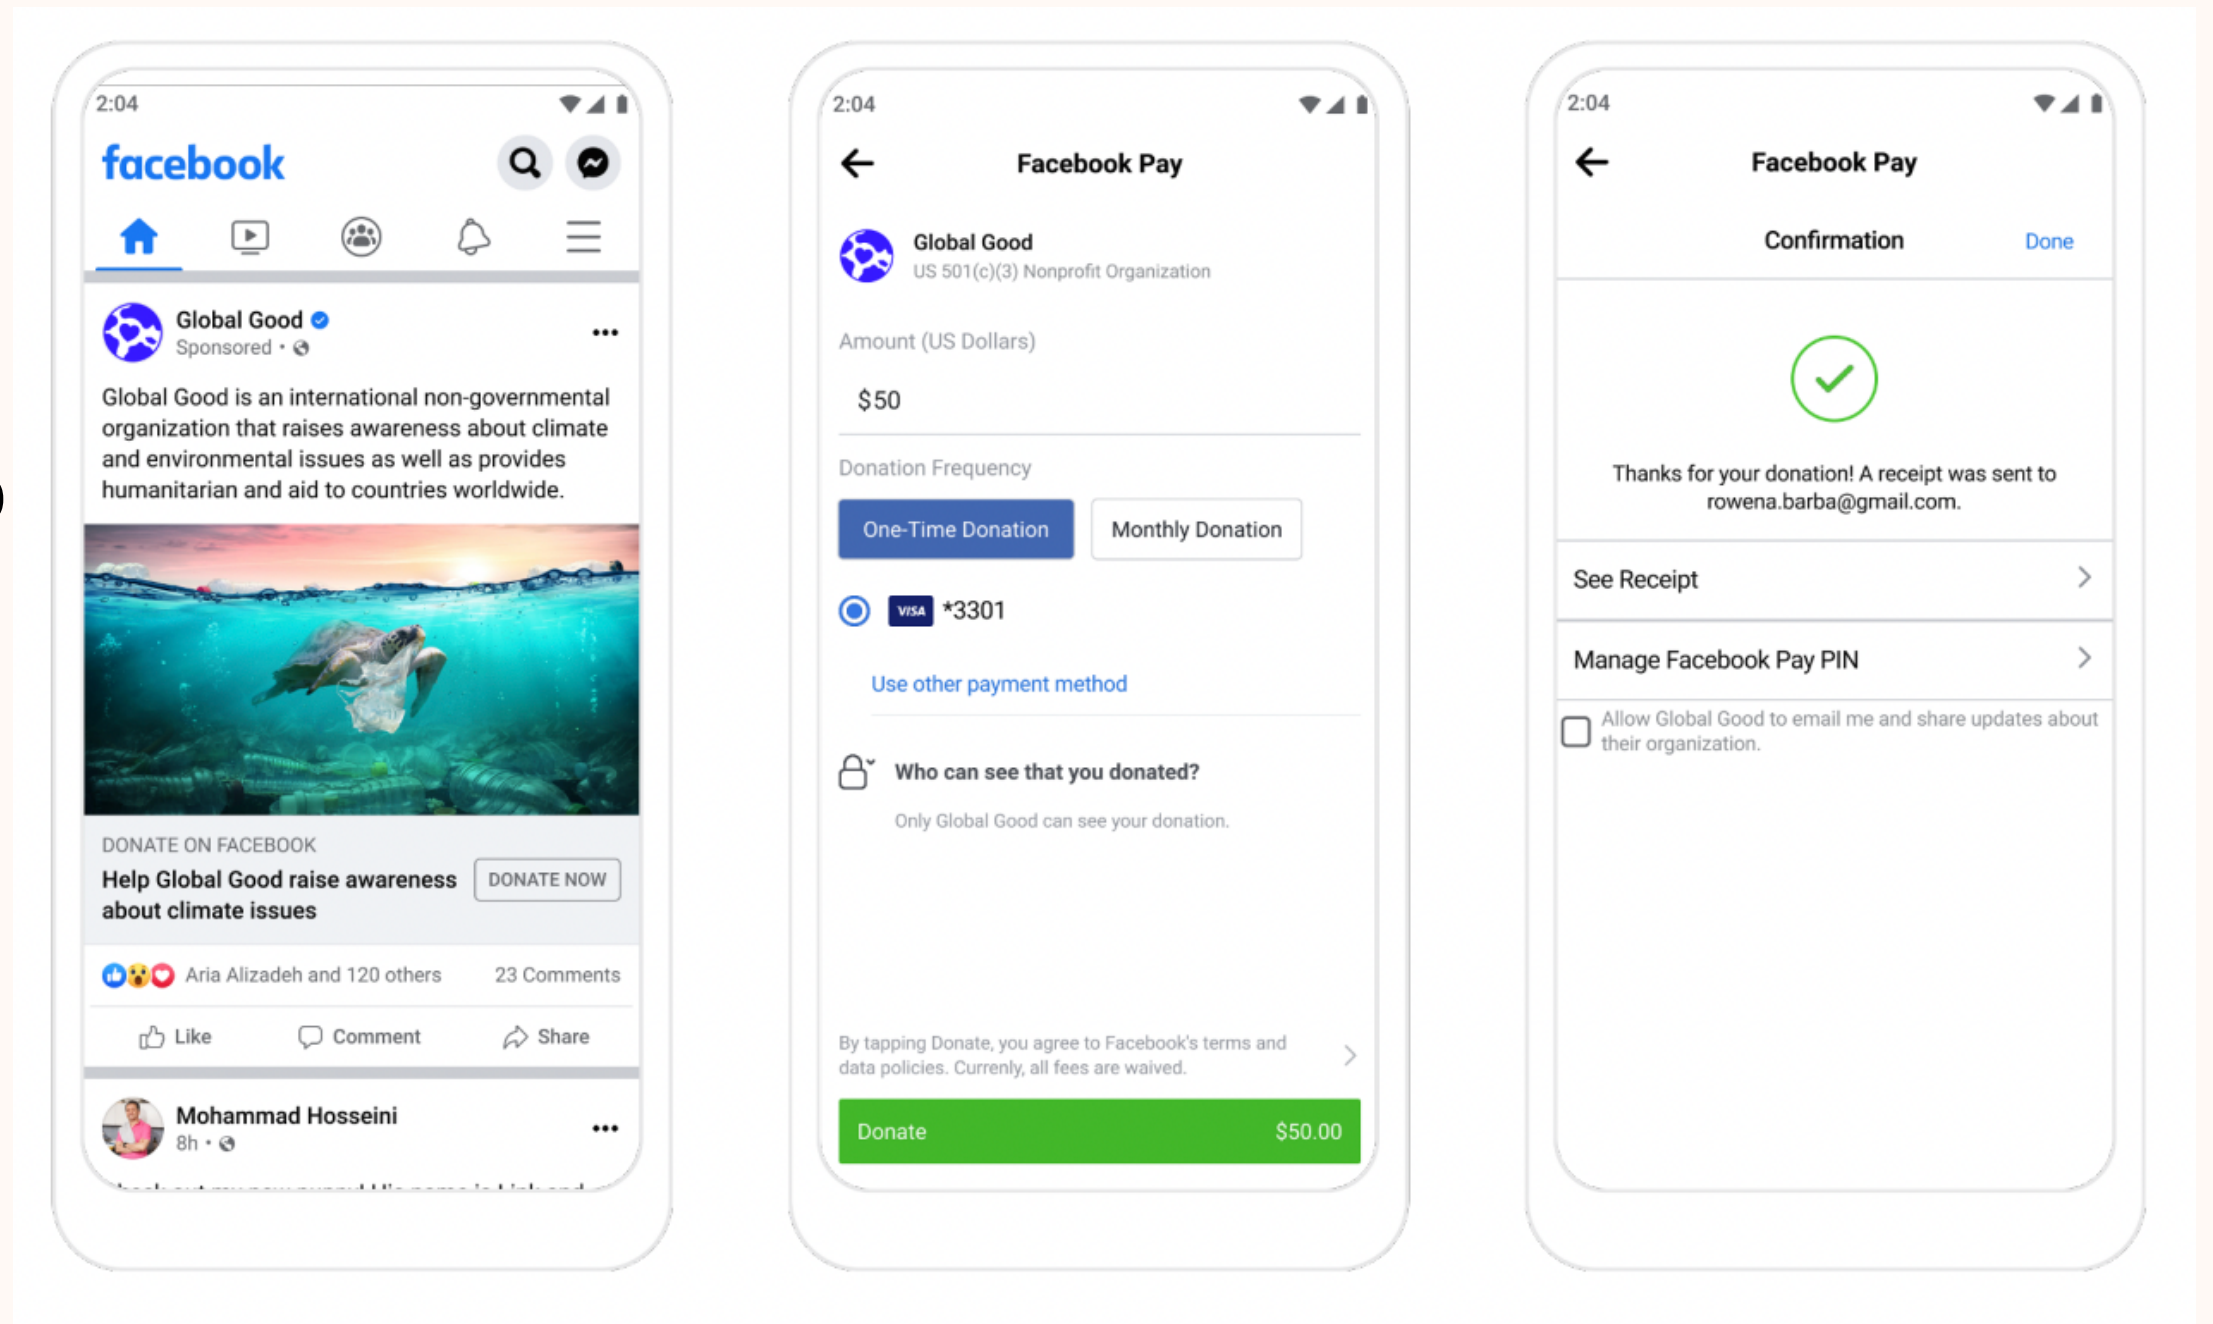 2:04
facebook
Global Good
Sponsored •
Global Good is an international non-governmental
organization that raises awareness about climate
and environmental issues as well as provides
humanitarian and aid to countries worldwide.
DONATE ON FACEBOOK
Help Global Good raise awareness
about climate issues
DONATE NOW
Aria Alizadeh and 120 others
23 Comments
Like
Comment
Share
Mohammad Hosseini
8h •
2:04
Facebook Pay
Global Good
US 501(c)(3) Nonprofit Organization
Amount (US Dollars)
$50
Donation Frequency
One-Time Donation
Monthly Donation
VISA *3301
Use other payment method
Who can see that you donated?
Only Global Good can see your donation.
By tapping Donate, you agree to Facebook's terms and
data policies. Currenly, all fees are waived.
Donate $50.00
2:04
Facebook Pay
Confirmation
Done
Thanks for your donation! A receipt was sent to
rowena.barba@gmail.com.
See Receipt
Manage Facebook Pay PIN
Allow Global Good to email me and share updates about
their organization.